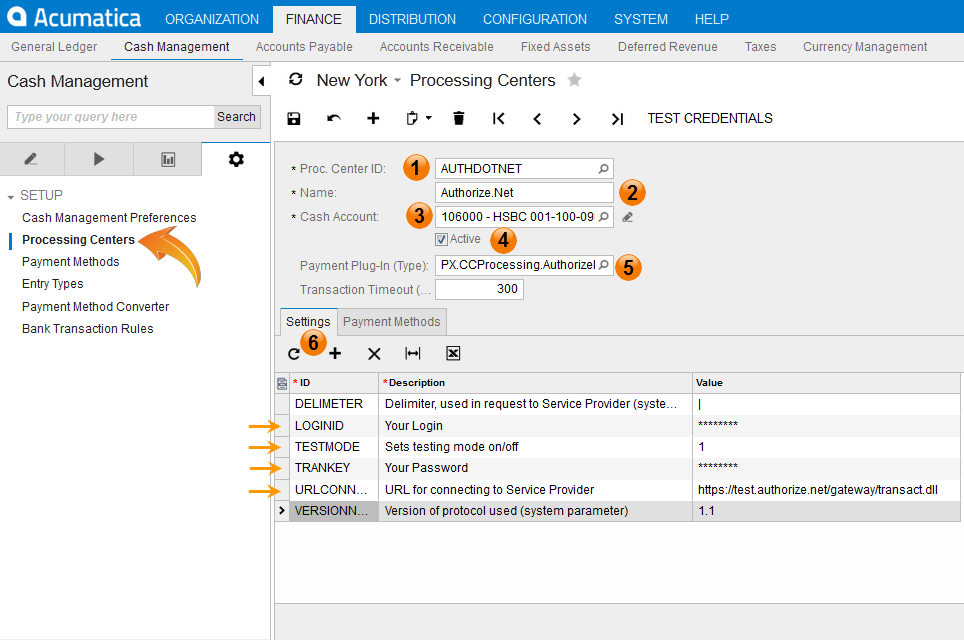 Acumatica ORGANIZATION FINANCE DISTRIBUTION CONFIGURATION SYSTEM HELP
General Ledger Cash Management Accounts Payable Accounts Receivable Fixed Assets Deferred Revenue Taxes Currency Management
Cash Management
New York Processing Centers
Type your query here Search
TEST CREDENTIALS
SETUP
Cash Management Preferences
Processing Centers
Payment Methods
Entry Types
Payment Method Converter
Bank Transaction Rules
* Proc. Center ID: 1 AUTHDOTNET
* Name: Authorize.Net 2
* Cash Account: 3 106000 - HSBC 001-100-09
Active 4
Payment Plug-In (Type): PX.CCProcessing.Authorizel 5
Transaction Timeout (... 300
Settings Payment Methods
6
* ID * Description Value
DELIMETER Delimiter, used in request to Service Provider (syste... |
LOGINID Your Login ********
TESTMODE Sets testing mode on/off 1
TRANKEY Your Password ********
URLCONN... URL for connecting to Service Provider https://test.authorize.net/gateway/transact.dll
VERSIONN... Version of protocol used (system parameter) 1.1